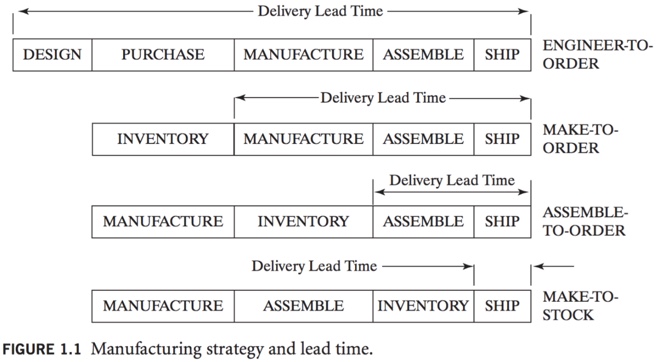 Delivery Lead Time
DESIGN PURCHASE MANUFACTURE ASSEMBLE SHIP ENGINEER-TO-
ORDER
Delivery Lead Time
INVENTORY MANUFACTURE ASSEMBLE SHIP MAKE-TO-
ORDER
Delivery Lead Time
MANUFACTURE INVENTORY ASSEMBLE SHIP ASSEMBLE-
TO-ORDER
Delivery Lead Time
MANUFACTURE ASSEMBLE INVENTORY SHIP MAKE-TO-
STOCK
FIGURE 1.1 Manufacturing strategy and lead time.